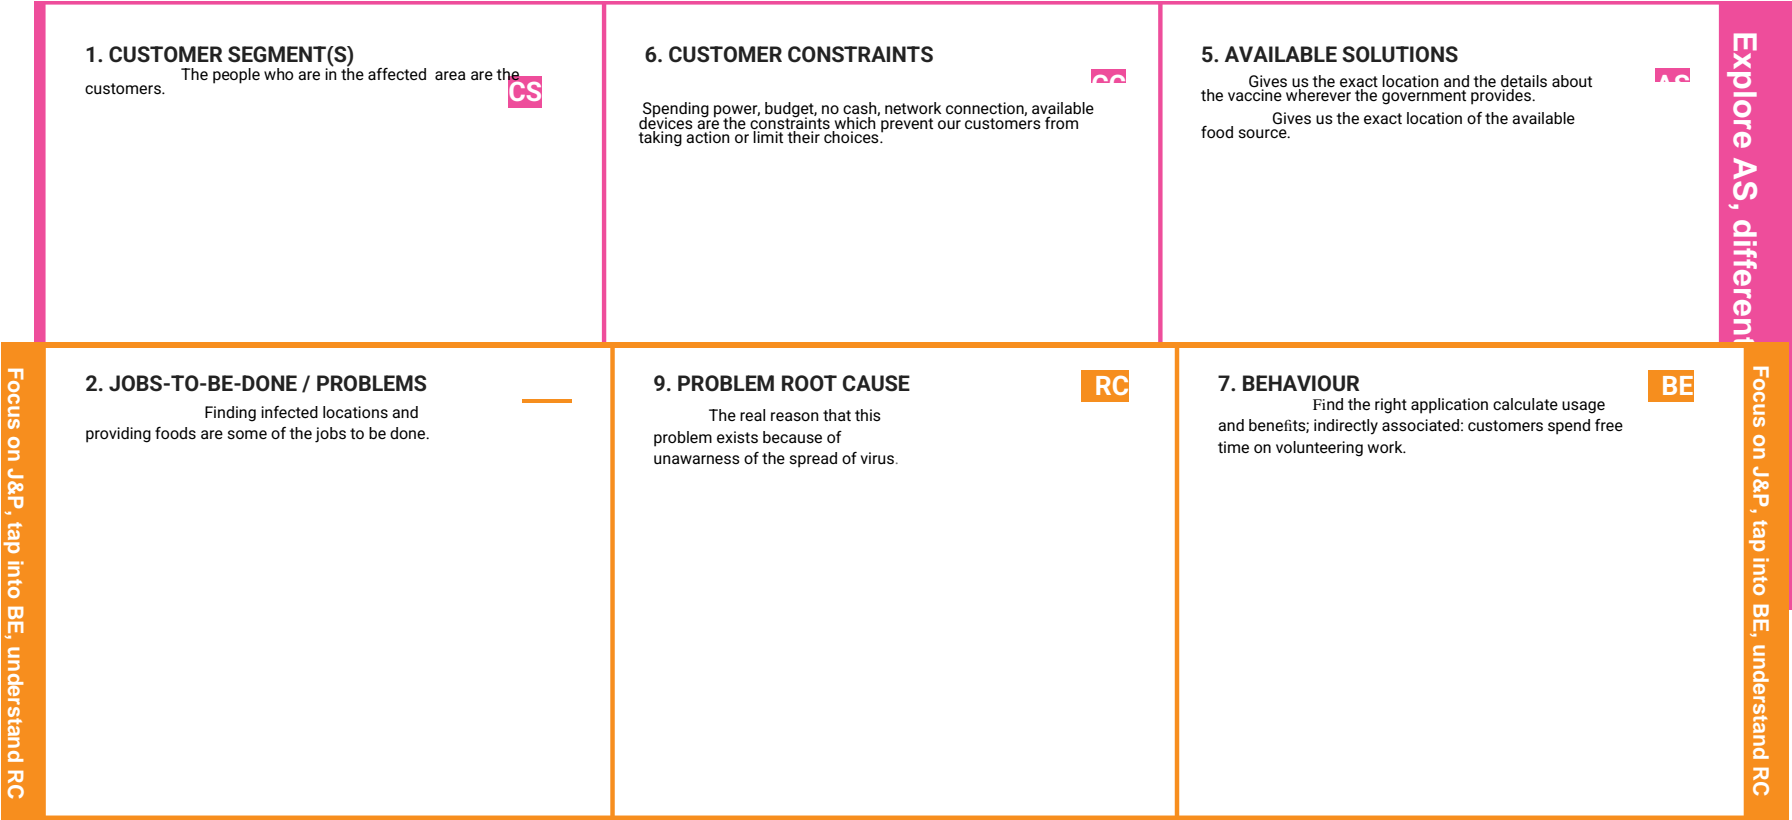 1. CUSTOMER SEGMENT(S)
The people who are in the affected area are the
customers.
CS
6. CUSTOMER CONSTRAINTS
CC
Spending power, budget, no cash, network connection, available
devices are the constraints which prevent our customers from
taking action or limit their choices.
5. AVAILABLE SOLUTIONS
AS
Gives us the exact location and the details about
the vaccine wherever the government provides.
Gives us the exact location of the available
food source.
Explore AS, different
2. JOBS-TO-BE-DONE / PROBLEMS
Finding infected locations and
providing foods are some of the jobs to be done.
9. PROBLEM ROOT CAUSE
RC
The real reason that this
problem exists because of
unawarness of the spread of virus.
7. BEHAVIOUR
BE
Find the right application calculate usage
and benefits; indirectly associated: customers spend free
time on volunteering work.
Focus on J&P, tap into BE, understand RC
Focus on J&P, tap into BE, understand RC